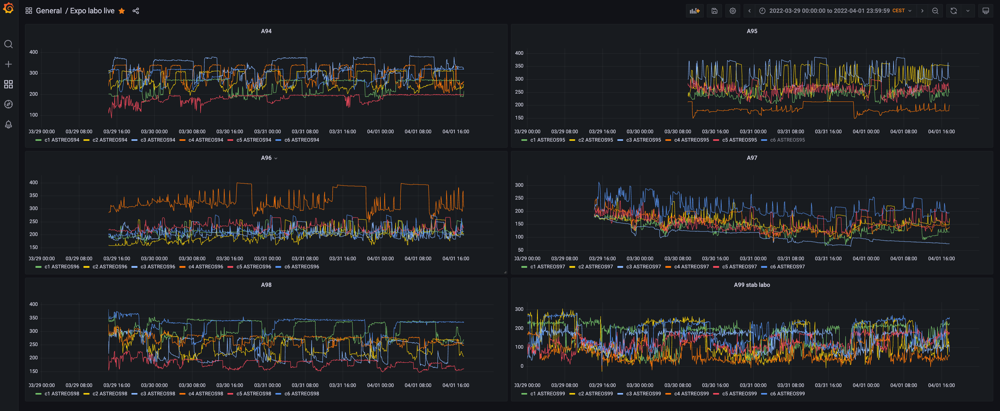 General / Expo labo live 2022-03-29 00:00:00 to 2022-04-01 23:59:59 CEST
A94
400
300
200
100
03/29 00:00 03/29 08:00 03/29 16:00 03/30 00:00 03/30 08:00 03/30 16:00 03/31 00:00 03/31 08:00 03/31 16:00 04/01 00:00 04/01 08:00 04/01 16:00
c1 ASTREOS94 c2 ASTREOS94 c3 ASTREOS94 c4 ASTREOS94 c5 ASTREOS94 c6 ASTREOS94
A95
400
350
300
250
200
150
03/29 00:00 03/29 08:00 03/29 16:00 03/30 00:00 03/30 08:00 03/30 16:00 03/31 00:00 03/31 08:00 03/31 16:00 04/01 00:00 04/01 08:00 04/01 16:00
c1 ASTREOS95 c2 ASTREOS95 c3 ASTREOS95 c4 ASTREOS95 c5 ASTREOS95 c6 ASTREOS95
A96
400
350
300
250
200
150
03/29 00:00 03/29 08:00 03/29 16:00 03/30 00:00 03/30 08:00 03/30 16:00 03/31 00:00 03/31 08:00 03/31 16:00 04/01 00:00 04/01 08:00 04/01 16:00
c1 ASTREOS96 c2 ASTREOS96 c3 ASTREOS96 c4 ASTREOS96 c5 ASTREOS96 c6 ASTREOS96
A97
300
250
200
150
100
50
03/29 00:00 03/29 08:00 03/29 16:00 03/30 00:00 03/30 08:00 03/30 16:00 03/31 00:00 03/31 08:00 03/31 16:00 04/01 00:00 04/01 08:00 04/01 16:00
c1 ASTREOS97 c2 ASTREOS97 c3 ASTREOS97 c4 ASTREOS97 c5 ASTREOS97 c6 ASTREOS97
A98
400
350
300
250
200
150
03/29 00:00 03/29 08:00 03/29 16:00 03/30 00:00 03/30 08:00 03/30 16:00 03/31 00:00 03/31 08:00 03/31 16:00 04/01 00:00 04/01 08:00 04/01 16:00
c1 ASTREOS98 c2 ASTREOS98 c3 ASTREOS98 c4 ASTREOS98 c5 ASTREOS98 c6 ASTREOS98
A99 stab labo
300
200
100
0
03/29 00:00 03/29 08:00 03/29 16:00 03/30 00:00 03/30 08:00 03/30 16:00 03/31 00:00 03/31 08:00 03/31 16:00 04/01 00:00 04/01 08:00 04/01 16:00
c1 ASTREOS99 c2 ASTREOS99 c3 ASTREOS99 c4 ASTREOS99 c5 ASTREOS99 c6 ASTREOS99